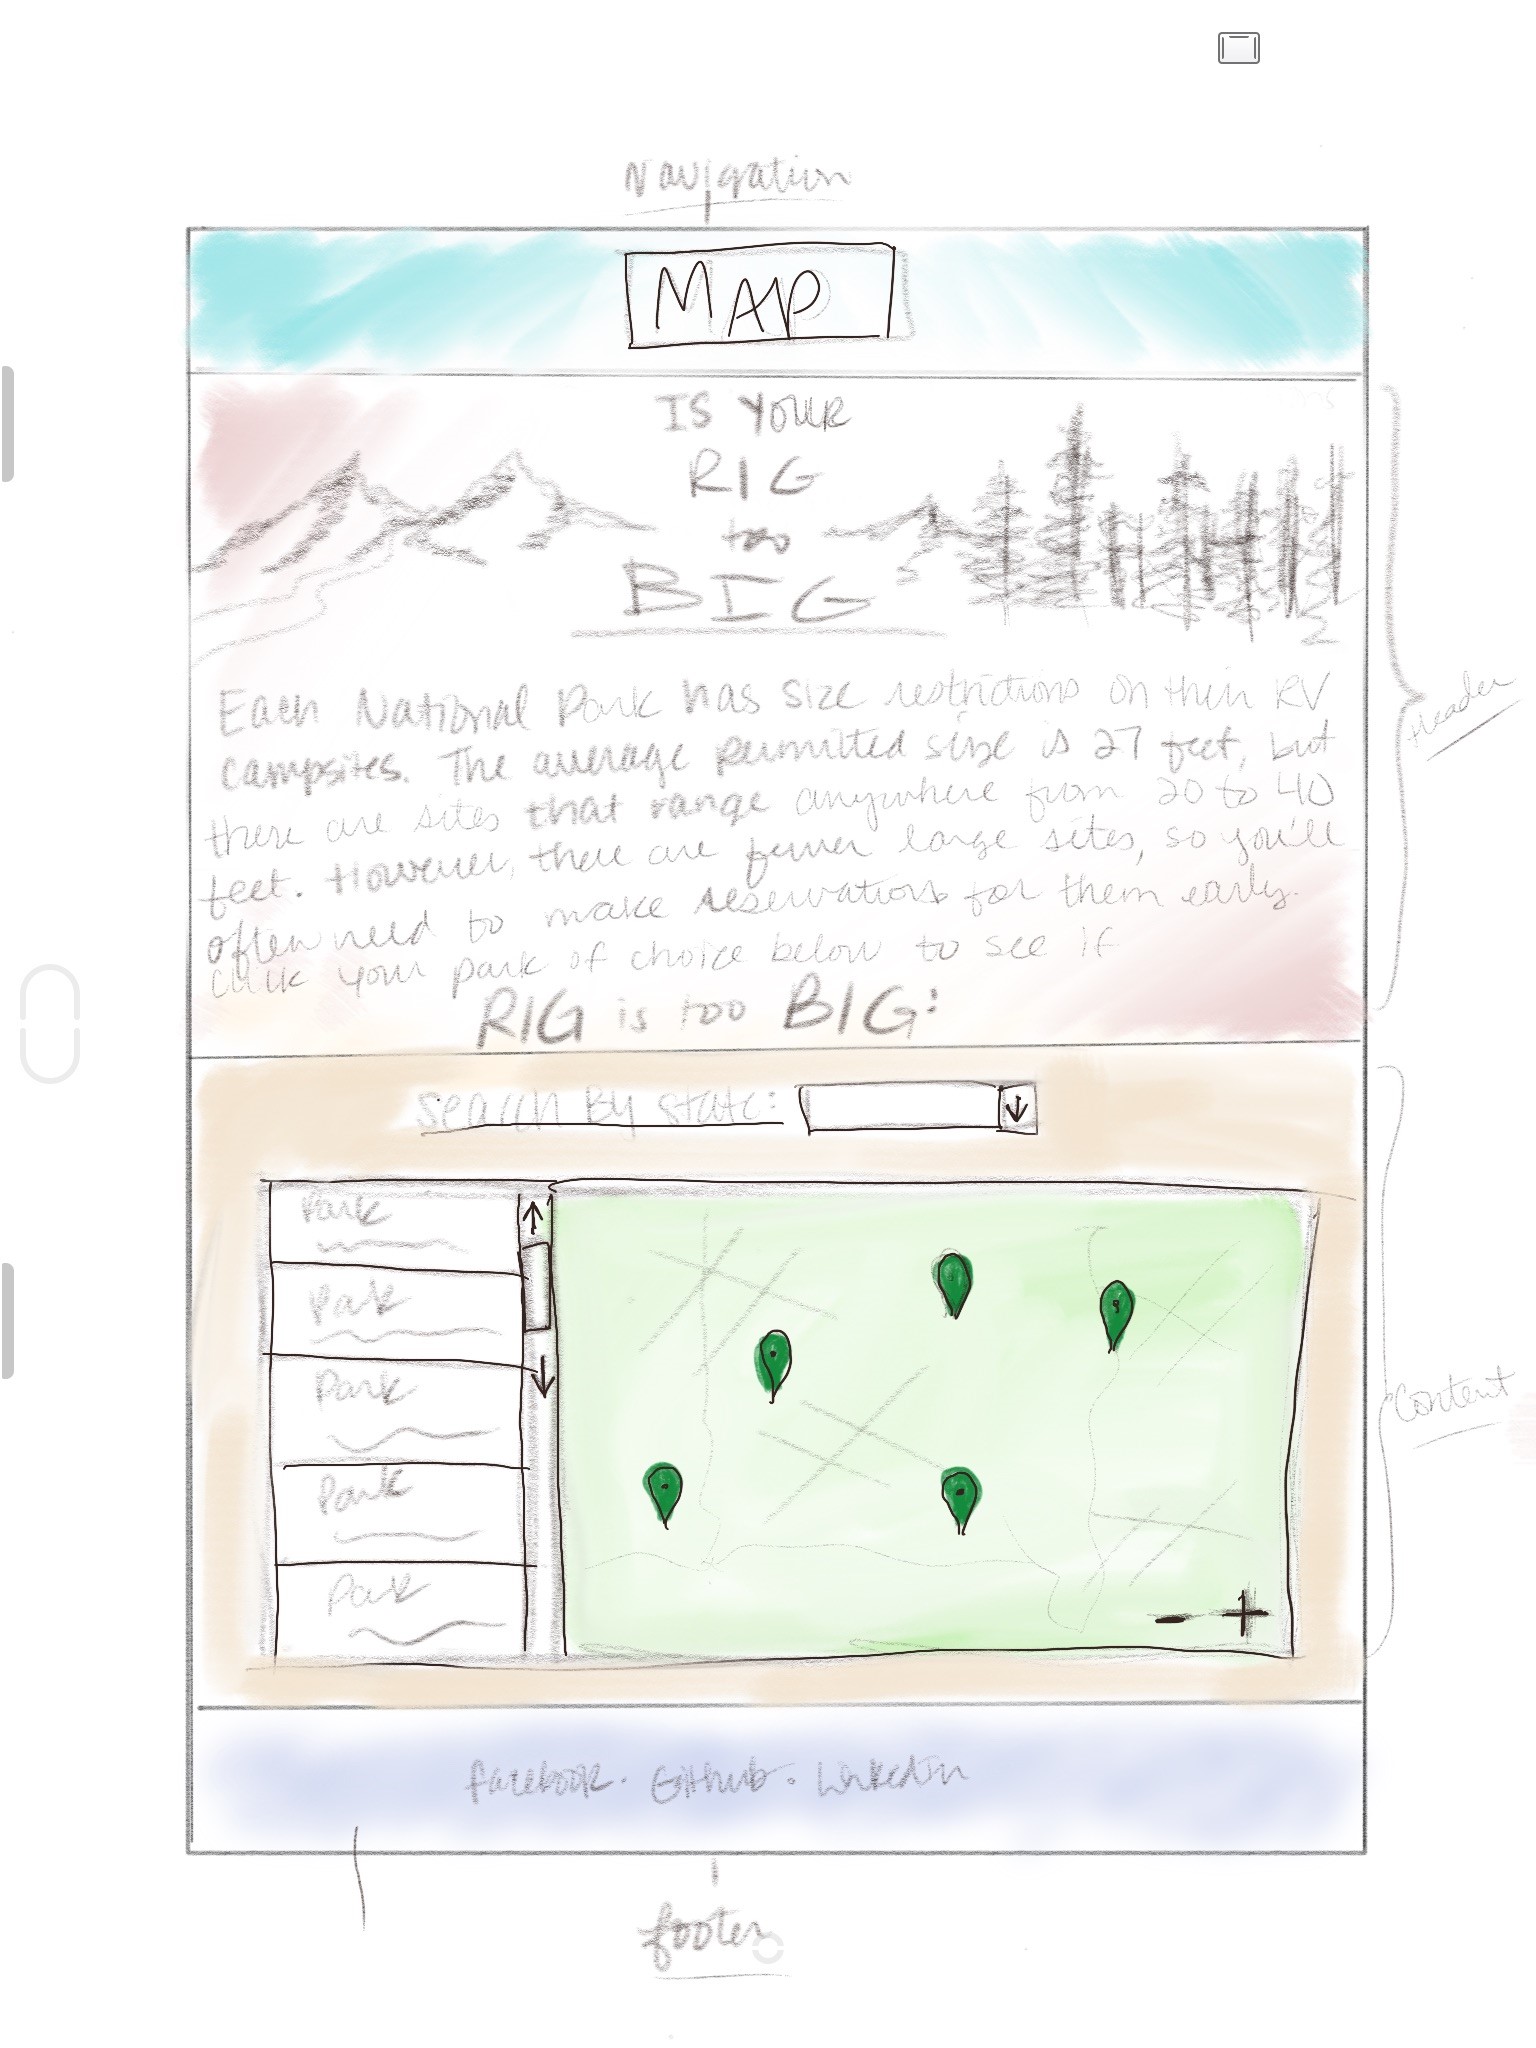 Navigation
MAP
IS YOUR
RIG
too
BIG
Each National Park has size restrictions on their RV
campsites. The average permitted size is 27 feet, but
there are sites that range anywhere from 20 to 40
feet. However, there are fewer large sites, so you'll
often need to make reservations for them early.
Click your park of choice below to see if
RIG is too BIG:
Header
Search By State:
Park
Park
Park
Park
Park
Content
facebook. GitHub. LinkedIn
footer